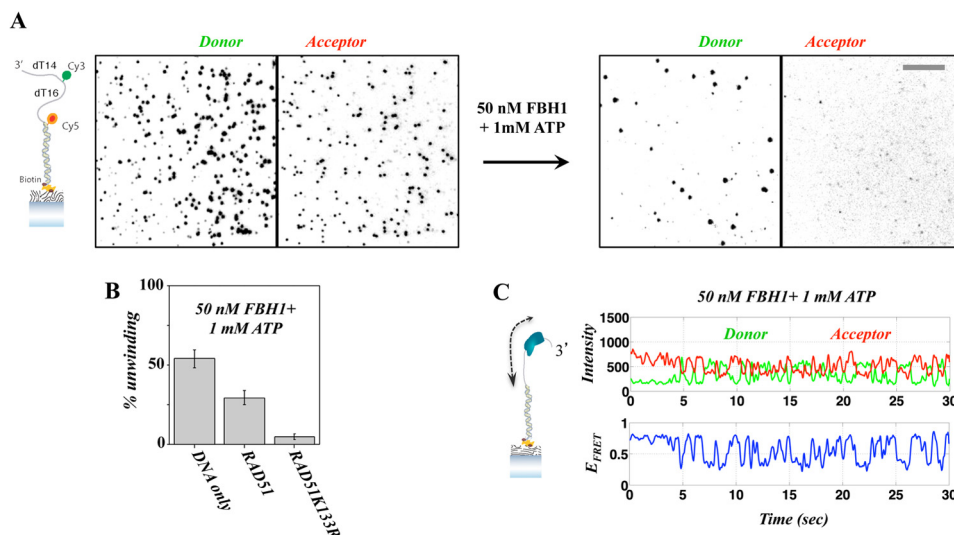 A
Donor
Acceptor
3' dT14 Cy3
dT16
Cy5
Biotin
50 nM FBH1
+ 1mM ATP
Donor
Acceptor
B
100
50
0
% unwinding
50 nM FBH1+
1 mM ATP
DNA only
RAD51
RAD51K133R
C
3'
50 nM FBH1+ 1 mM ATP
Donor
Acceptor
Intensity
1500
1000
500
0
0 5 10 15 20 25 30
EFRET
1
0.5
0
0 5 10 15 20 25 30
Time (sec)